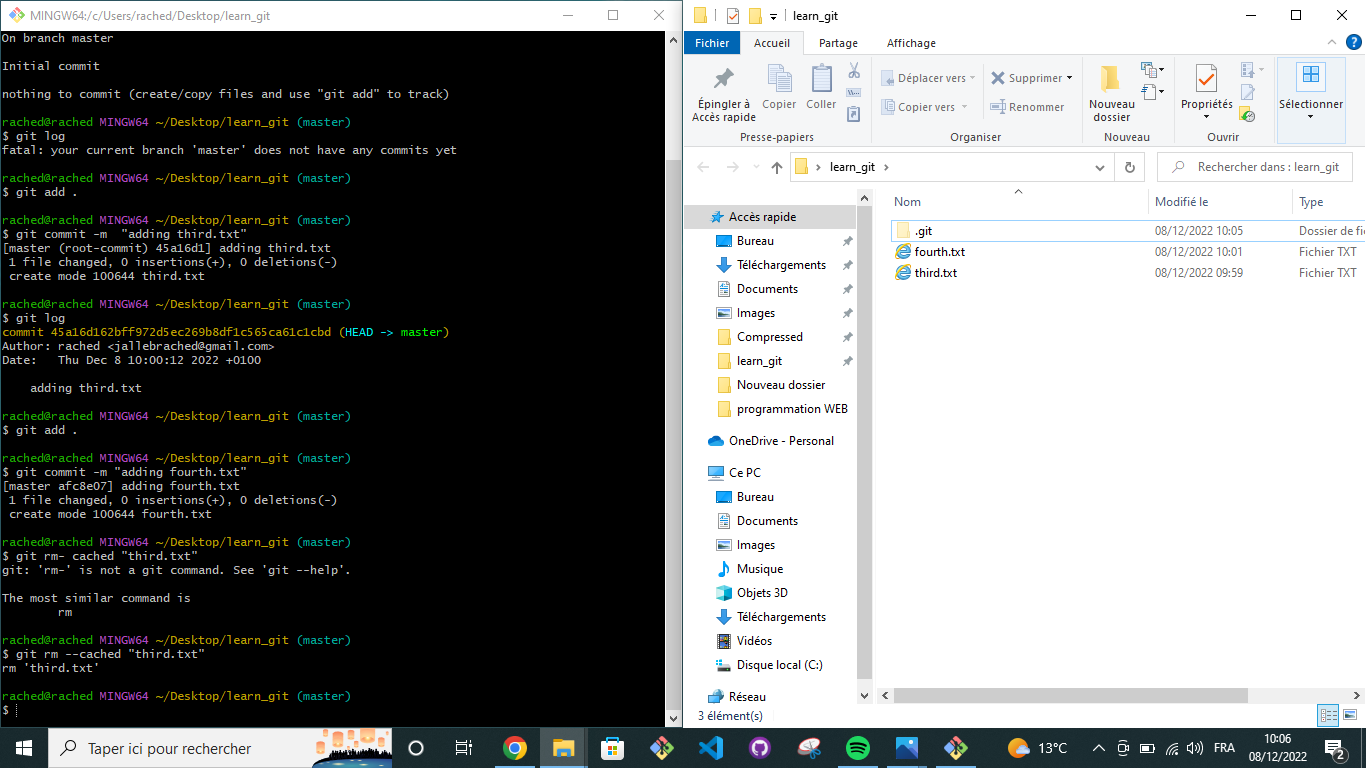 MINGW64:/c/Users/rached/Desktop/learn_git
On branch master
Initial commit
nothing to commit (create/copy files and use "git add" to track)
rached@rached MINGW64 ~/Desktop/learn_git (master)
$ git log
fatal: your current branch 'master' does not have any commits yet
rached@rached MINGW64 ~/Desktop/learn_git (master)
$ git add .
rached@rached MINGW64 ~/Desktop/learn_git (master)
$ git commit -m  "adding third.txt"
[master (root-commit) 45a16d1] adding third.txt
 1 file changed, 0 insertions(+), 0 deletions(-)
 create mode 100644 third.txt
rached@rached MINGW64 ~/Desktop/learn_git (master)
$ git log
commit 45a16d162bff972d5ec269b8df1c565ca61c1cbd (HEAD -> master)
Author: rached <jallebrached@gmail.com>
Date:   Thu Dec 8 10:00:12 2022 +0100
    adding third.txt
rached@rached MINGW64 ~/Desktop/learn_git (master)
$ git add .
rached@rached MINGW64 ~/Desktop/learn_git (master)
$ git commit -m "adding fourth.txt"
[master afc8e07] adding fourth.txt
 1 file changed, 0 insertions(+), 0 deletions(-)
 create mode 100644 fourth.txt
rached@rached MINGW64 ~/Desktop/learn_git (master)
$ git rm- cached "third.txt"
git: 'rm-' is not a git command. See 'git --help'.
The most similar command is
        rm
rached@rached MINGW64 ~/Desktop/learn_git (master)
$ git rm --cached "third.txt"
rm 'third.txt'
rached@rached MINGW64 ~/Desktop/learn_git (master)
$
learn_git
Fichier Accueil Partage Affichage
Épingler à Accès rapide
Copier
Coller
Presse-papiers
Déplacer vers
Copier vers
Supprimer
Renommer
Organiser
Nouveau dossier
Nouveau
Propriétés
Ouvrir
Sélectionner
learn_git
Rechercher dans : learn_git
Accès rapide
Bureau
Téléchargements
Documents
Images
Compressed
learn_git
Nouveau dossier
programmation WEB
OneDrive - Personal
Ce PC
Bureau
Documents
Images
Musique
Objets 3D
Téléchargements
Vidéos
Disque local (C:)
Réseau
Nom Modifié le Type
.git 08/12/2022 10:05 Dossier de fi
fourth.txt 08/12/2022 10:01 Fichier TXT
third.txt 08/12/2022 09:59 Fichier TXT
3 élément(s)
Taper ici pour rechercher
13°C
FRA
10:06
08/12/2022
2